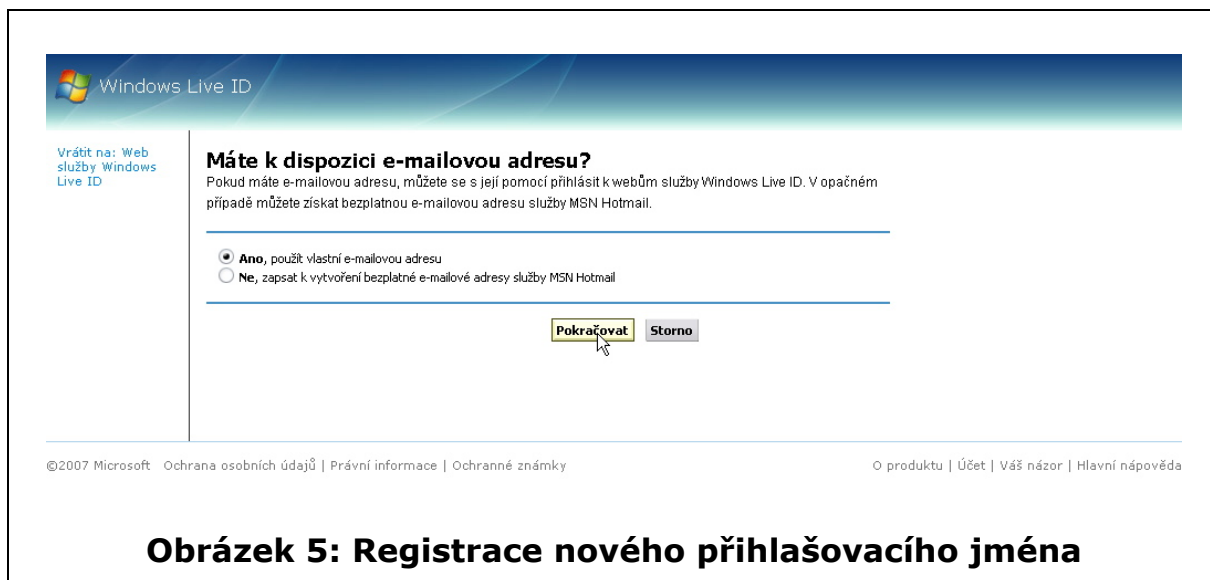 Windows Live ID
Vrátit na: Web
služby Windows
Live ID
Máte k dispozici e-mailovou adresu?
Pokud máte e-mailovou adresu, můžete se s její pomocí přihlásit k webům služby Windows Live ID. V opačném
případě můžete získat bezplatnou e-mailovou adresu služby MSN Hotmail.
Ano, použít vlastní e-mailovou adresu
Ne, zapsat k vytvoření bezplatné e-mailové adresy služby MSN Hotmail
Pokračovat Storno
©2007 Microsoft Ochrana osobních údajů | Právní informace | Ochranné známky O produktu | Účet | Váš názor | Hlavní nápověda
Obrázek 5: Registrace nového přihlašovacího jména